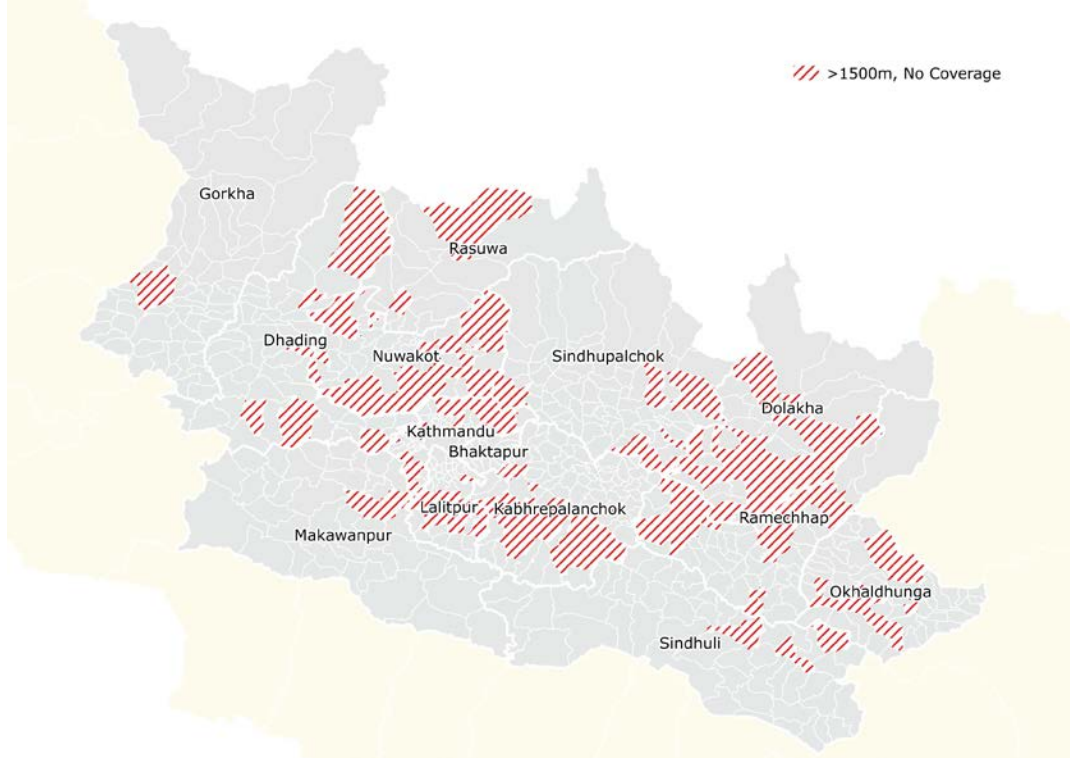 >1500m, No Coverage
Gorkha
Rasuwa
Dhading
Nuwakot
Sindhupalchok
Dolakha
Kathmandu
Bhaktapur
Lalitpur
Kabhrepalanchok
Ramechhap
Makawanpur
Okhaldhunga
Sindhuli